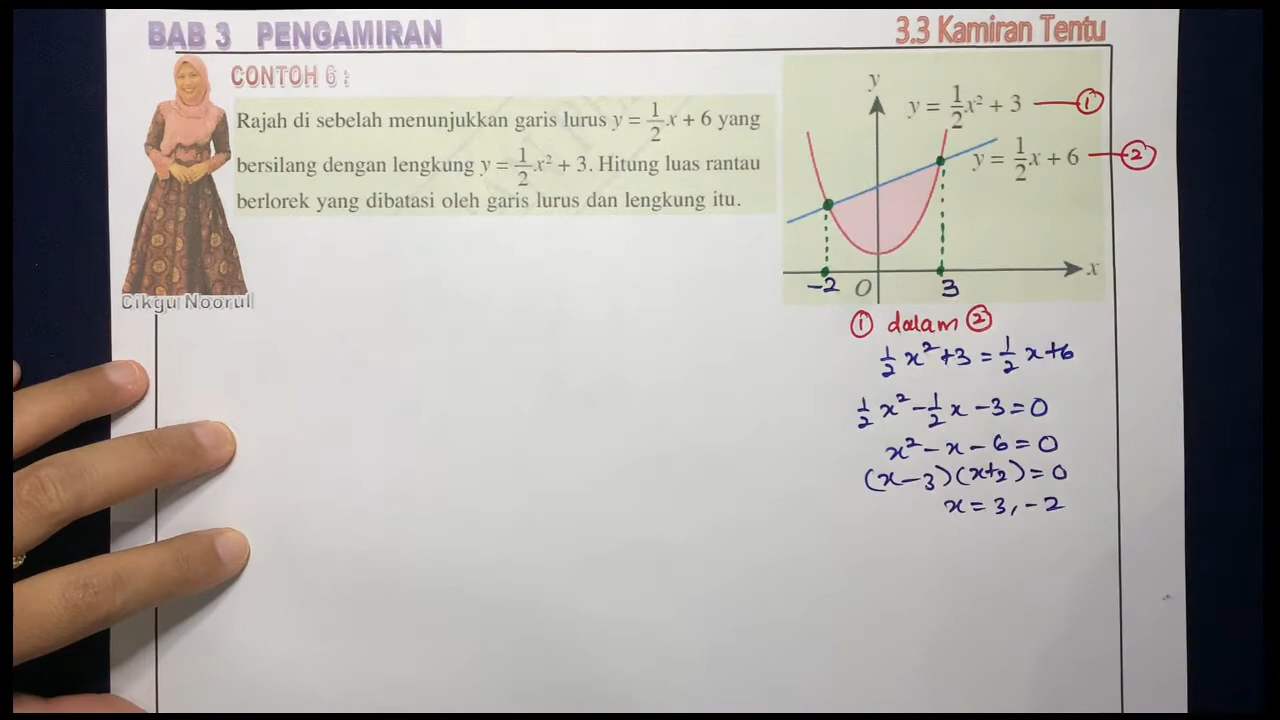 BAB 3 PENGAMIRAN
3.3 Kamiran Tentu
CONTOH 6 :
Rajah di sebelah menunjukkan garis lurus y = 1/2 x + 6 yang
bersilang dengan lengkung y = 1/2 x² + 3. Hitung luas rantau
berlorek yang dibatasi oleh garis lurus dan lengkung itu.
Cikgu Noorul
y
y = 1/2 x² + 3 ①
y = 1/2 x + 6 ②
x
-2 O 3
① dalam ②
1/2 x² + 3 = 1/2 x + 6
1/2 x² - 1/2 x - 3 = 0
x² - x - 6 = 0
(x - 3)(x + 2) = 0
x = 3, -2